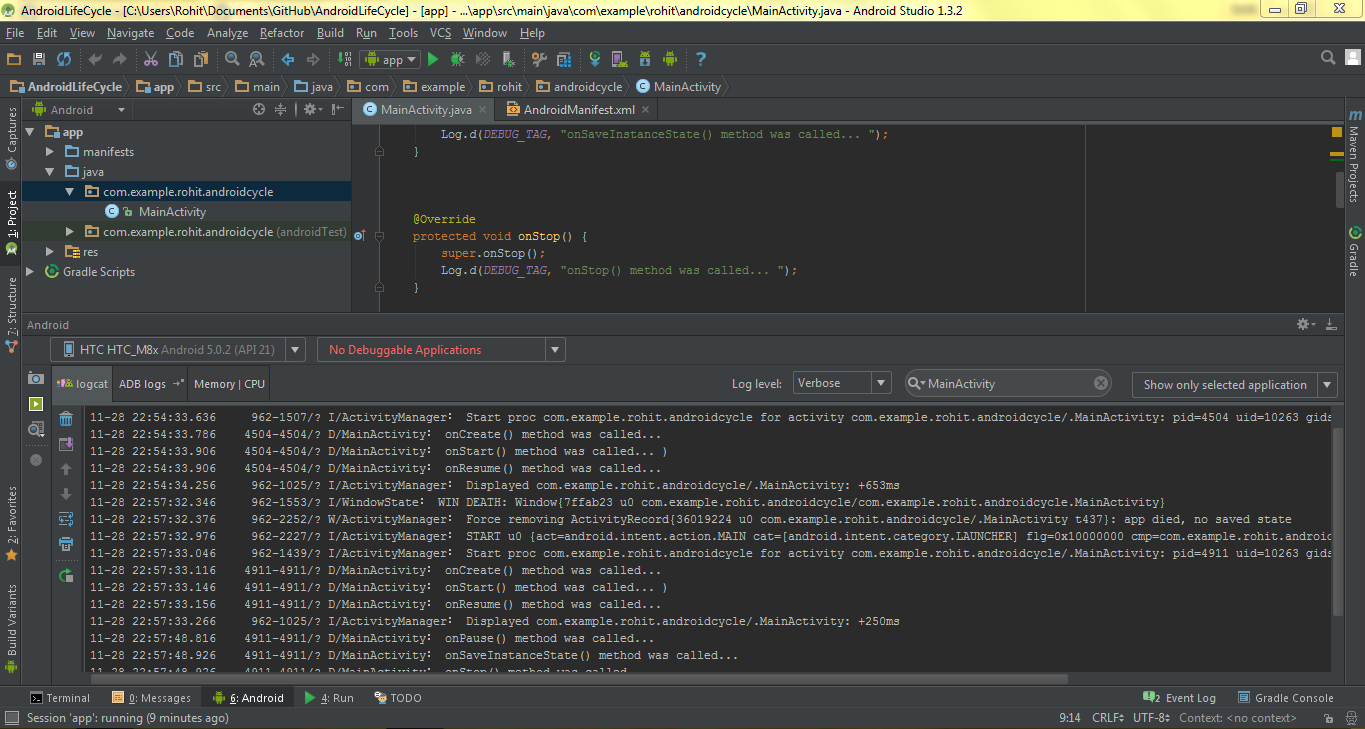 AndroidLifeCycle - [C:\Users\Rohit\Documents\GitHub\AndroidLifeCycle] - [app] - ...\app\src\main\java\com\example\rohit\androidcycle\MainActivity.java - Android Studio 1.3.2
File Edit View Navigate Code Analyze Refactor Build Run Tools VCS Window Help
app
AndroidLifeCycle app src main java com example rohit androidcycle MainActivity
Captures
1: Project
7: Structure
2: Favorites
Build Variants
Android
app
manifests
java
com.example.rohit.androidcycle
MainActivity
com.example.rohit.androidcycle (androidTest)
res
Gradle Scripts
MainActivity.java AndroidManifest.xml
Log.d(DEBUG_TAG, "onSaveInstanceState() method was called... ");
}
@Override
protected void onStop() {
super.onStop();
Log.d(DEBUG_TAG, "onStop() method was called... ");
}
m
Maven Projects
Gradle
Android
HTC HTC_M8x Android 5.0.2 (API 21) No Debuggable Applications
logcat ADB logs Memory | CPU Log level: Verbose MainActivity Show only selected application
11-28 22:54:33.636 962-1507/? I/ActivityManager: Start proc com.example.rohit.androidcycle for activity com.example.rohit.androidcycle/.MainActivity: pid=4504 uid=10263 gids
11-28 22:54:33.786 4504-4504/? D/MainActivity: onCreate() method was called...
11-28 22:54:33.906 4504-4504/? D/MainActivity: onStart() method was called... )
11-28 22:54:33.906 4504-4504/? D/MainActivity: onResume() method was called...
11-28 22:54:34.256 962-1025/? I/ActivityManager: Displayed com.example.rohit.androidcycle/.MainActivity: +653ms
11-28 22:57:32.346 962-1553/? I/WindowState: WIN DEATH: Window{7ffab23 u0 com.example.rohit.androidcycle/com.example.rohit.androidcycle.MainActivity}
11-28 22:57:32.376 962-2252/? W/ActivityManager: Force removing ActivityRecord{36019224 u0 com.example.rohit.androidcycle/.MainActivity t437}: app died, no saved state
11-28 22:57:32.976 962-2227/? I/ActivityManager: START u0 {act=android.intent.action.MAIN cat=[android.intent.category.LAUNCHER] flg=0x10000000 cmp=com.example.rohit.android
11-28 22:57:33.046 962-1439/? I/ActivityManager: Start proc com.example.rohit.androidcycle for activity com.example.rohit.androidcycle/.MainActivity: pid=4911 uid=10263 gids
11-28 22:57:33.116 4911-4911/? D/MainActivity: onCreate() method was called...
11-28 22:57:33.146 4911-4911/? D/MainActivity: onStart() method was called... )
11-28 22:57:33.156 4911-4911/? D/MainActivity: onResume() method was called...
11-28 22:57:33.266 962-1025/? I/ActivityManager: Displayed com.example.rohit.androidcycle/.MainActivity: +250ms
11-28 22:57:48.816 4911-4911/? D/MainActivity: onPause() method was called...
11-28 22:57:48.926 4911-4911/? D/MainActivity: onSaveInstanceState() method was called...
11-28 22:57:48.926 4911-4911/? D/MainActivity: onStop() method was called
Terminal 0: Messages 6: Android 4: Run TODO 2 Event Log Gradle Console
Session 'app': running (9 minutes ago) 9:14 CRLF UTF-8 Context: <no context>